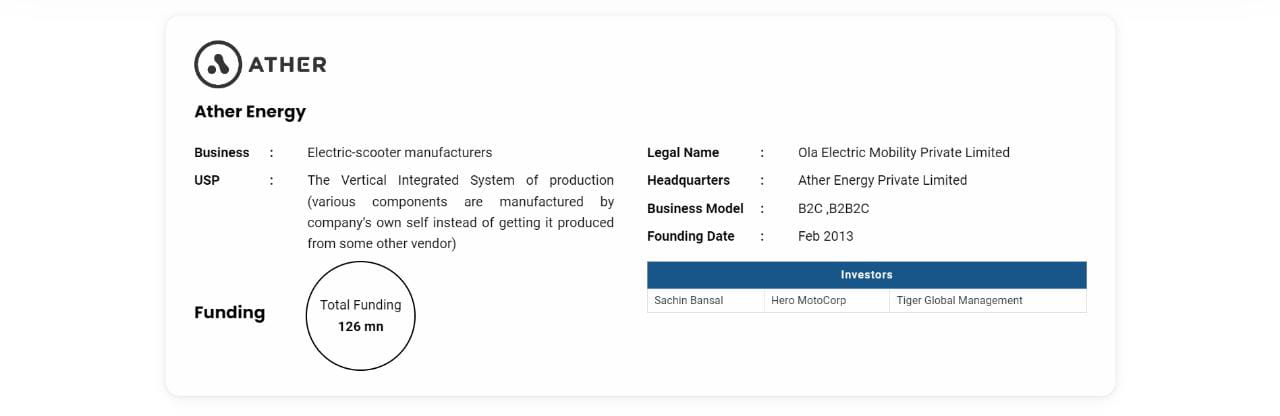 ATHER
Ather Energy
Business : Electric-scooter manufacturers
USP : The Vertical Integrated System of production
(various components are manufactured by
company's own self instead of getting it produced
from some other vendor)
Funding
Total Funding
126 mn
Legal Name : Ola Electric Mobility Private Limited
Headquarters : Ather Energy Private Limited
Business Model : B2C ,B2B2C
Founding Date : Feb 2013
Investors
Sachin Bansal Hero MotoCorp Tiger Global Management